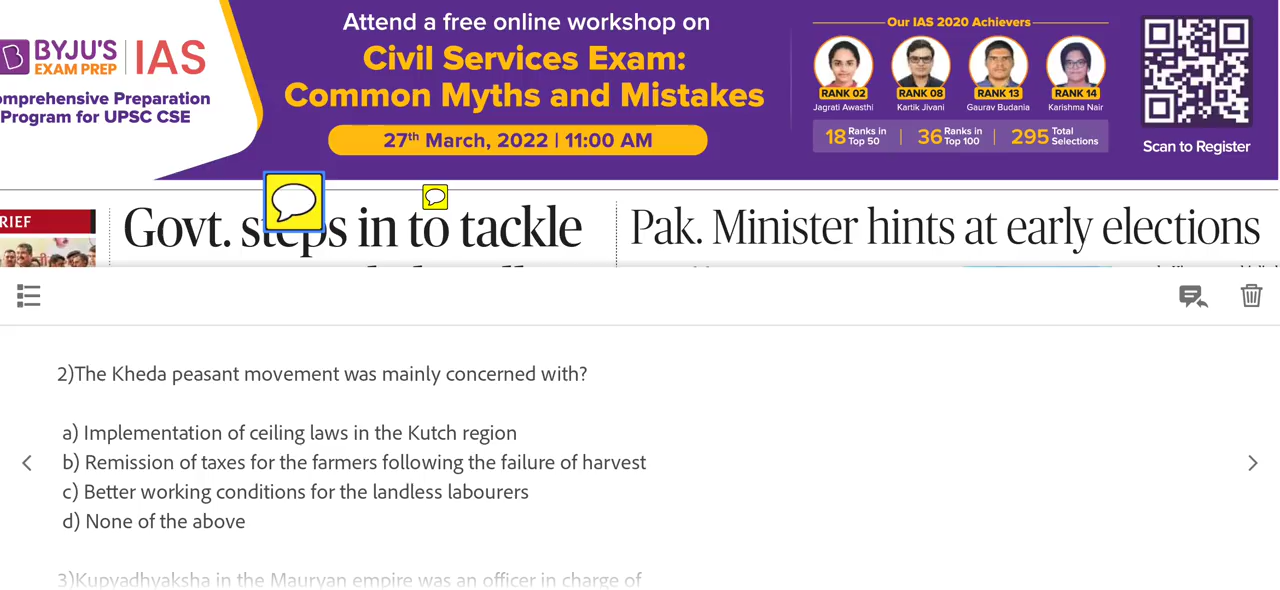 BYJU'S
EXAM PREP
IAS
omprehensive Preparation
Program for UPSC CSE
Attend a free online workshop on
Civil Services Exam:
Common Myths and Mistakes
27th March, 2022 | 11:00 AM
Our IAS 2020 Achievers
RANK 02
Jagrati Awasthi
RANK 08
Kartik Jivani
RANK 13
Gaurav Budania
RANK 14
Karishma Nair
18 Ranks in Top 50
36 Ranks in Top 100
295 Total Selections
Scan to Register
RIEF
Govt. steps in to tackle
Pak. Minister hints at early elections
2)The Kheda peasant movement was mainly concerned with?
a) Implementation of ceiling laws in the Kutch region
b) Remission of taxes for the farmers following the failure of harvest
c) Better working conditions for the landless labourers
d) None of the above
3)Kupyadhyaksha in the Mauryan empire was an officer in charge of